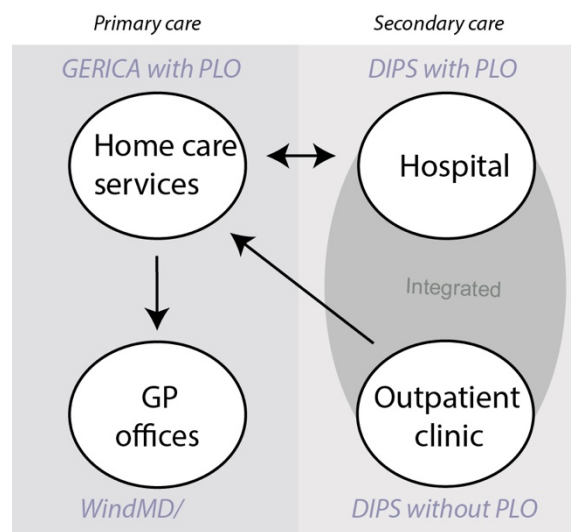 Primary care
Secondary care
GERICA with PLO
DIPS with PLO
Home care
services
Hospital
Integrated
GP
offices
Outpatient
clinic
WindMD/
DIPS without PLO